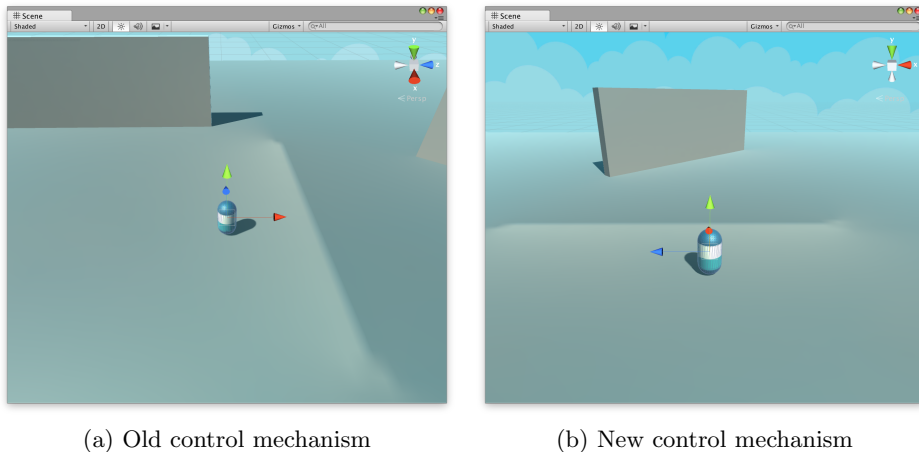 Scene
Shaded 2D Gizmos All
y
z
x
Persp
Scene
Shaded 2D Gizmos All
y
x
(a) Old control mechanism
(b) New control mechanism